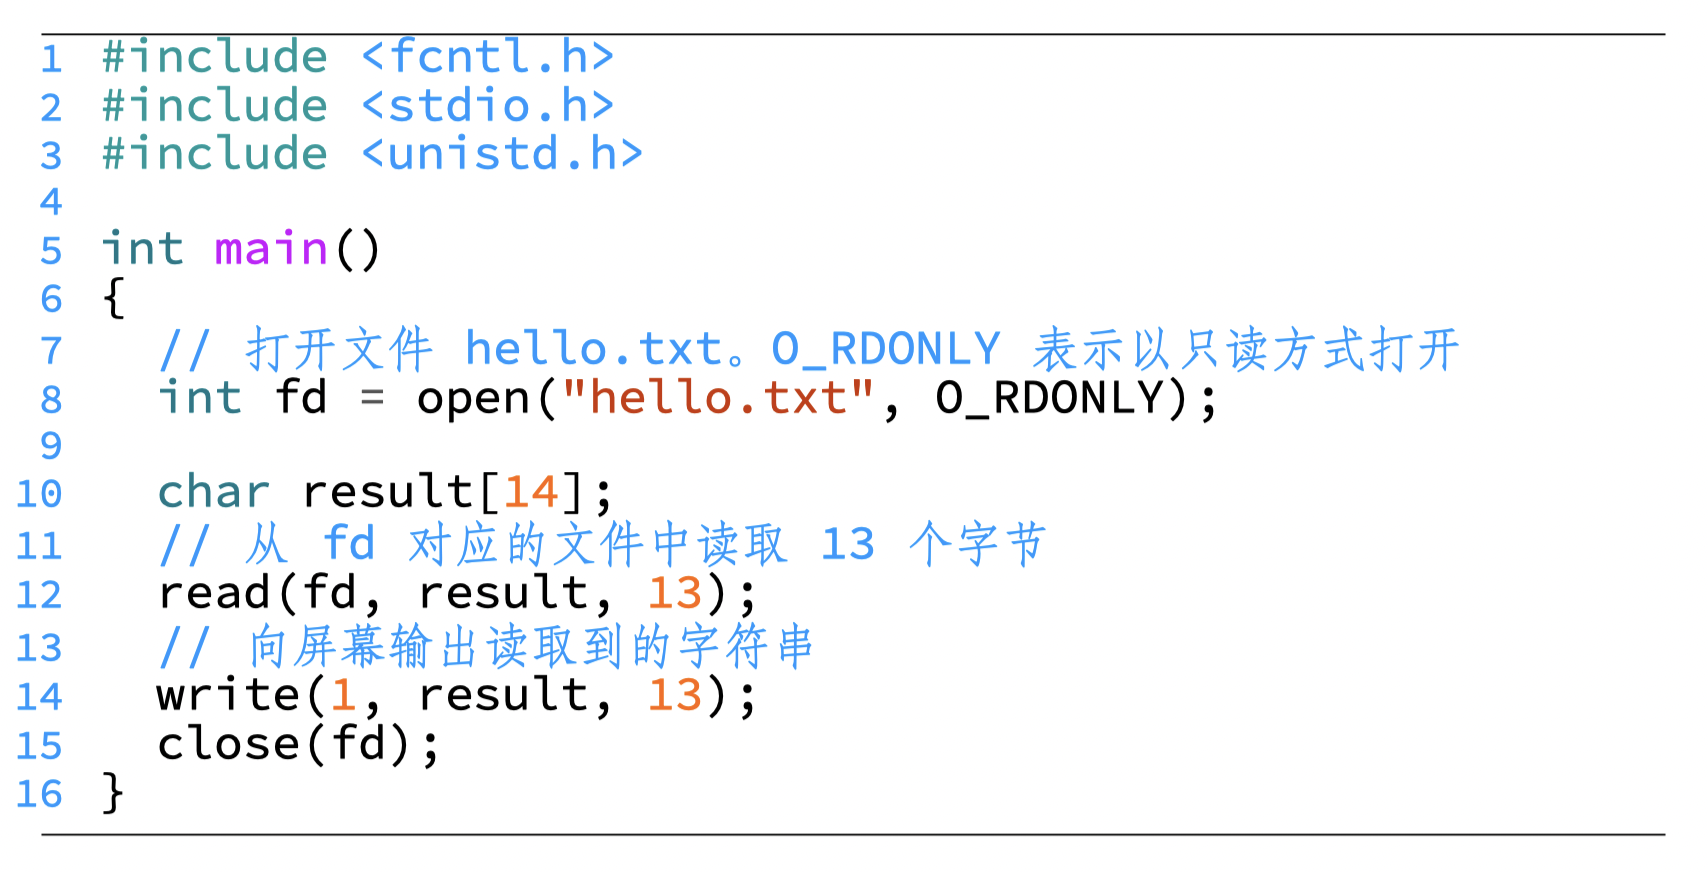 1 #include <fcntl.h>
2 #include <stdio.h>
3 #include <unistd.h>
4
5 int main()
6 {
7   // 打开文件 hello.txt。O_RDONLY 表示以只读方式打开
8   int fd = open("hello.txt", O_RDONLY);
9
10   char result[14];
11   // 从 fd 对应的文件中读取 13 个字节
12   read(fd, result, 13);
13   // 向屏幕输出读取到的字符串
14   write(1, result, 13);
15   close(fd);
16 }